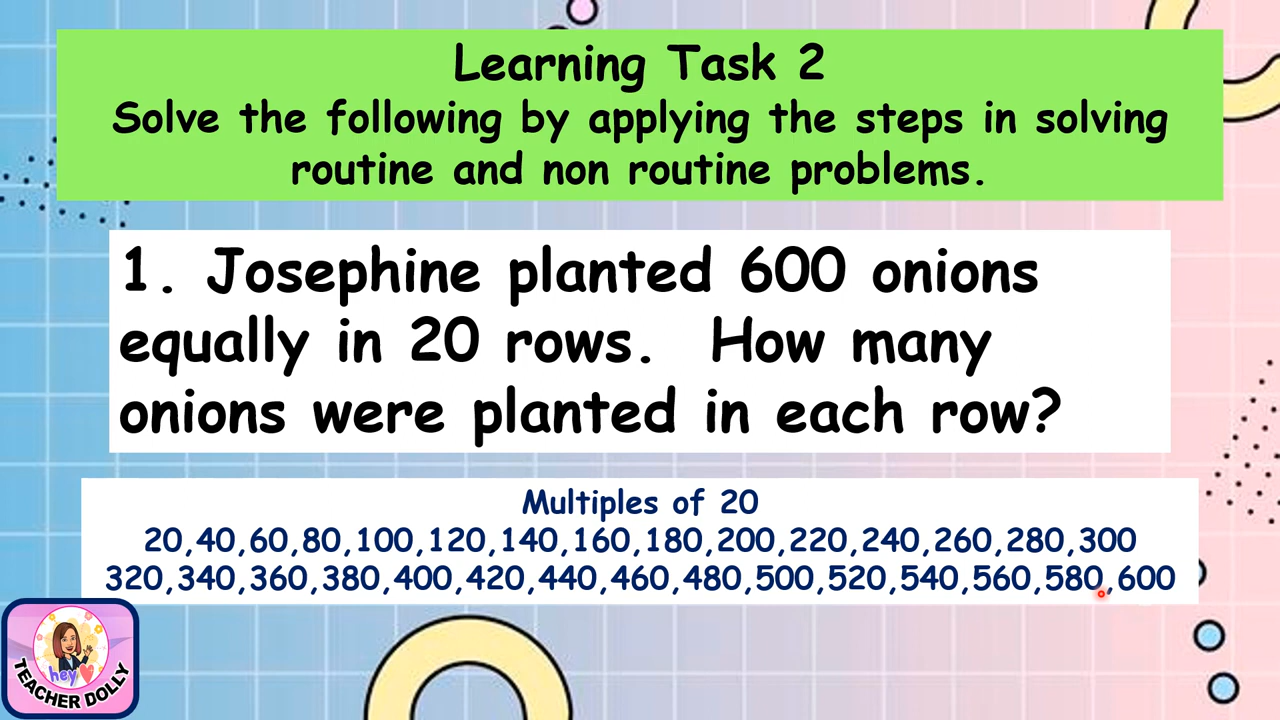 Learning Task 2
Solve the following by applying the steps in solving
routine and non routine problems.
1. Josephine planted 600 onions
equally in 20 rows.  How many
onions were planted in each row?
Multiples of 20
20,40,60,80,100,120,140,160,180,200,220,240,260,280,300
320,340,360,380,400,420,440,460,480,500,520,540,560,580,600
hey
TEACHER DOLLY